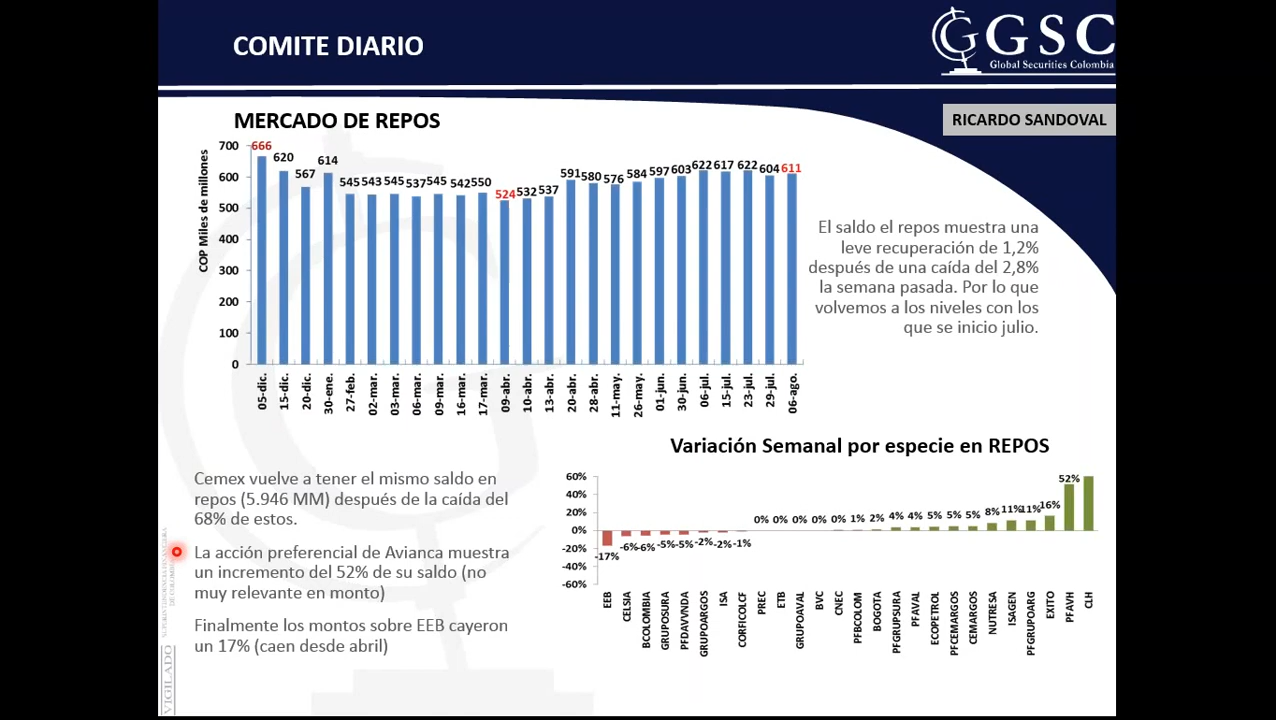 COMITE DIARIO
GSC
Global Securities Colombia
RICARDO SANDOVAL
MERCADO DE REPOS
COP Miles de millones
700
600
500
400
300
200
100
0
666 620 567 614 545 543 545 537 545 542 550 524 532 537 591 580 576 584 597 603 622 617 622 604 611
05-dic. 15-dic. 20-dic. 30-ene. 27-feb. 02-mar. 03-mar. 06-mar. 09-mar. 16-mar. 17-mar. 09-abr. 10-abr. 13-abr. 20-abr. 28-abr. 11-may. 26-may. 01-jun. 30-jun. 06-jul. 15-jul. 23-jul. 29-jul. 06-ago.
El saldo el repos muestra una
leve recuperación de 1,2%
después de una caída del 2,8%
la semana pasada. Por lo que
volvemos a los niveles con los
que se inicio julio.
Cemex vuelve a tener el mismo saldo en
repos (5.946 MM) después de la caída del
68% de estos.
La acción preferencial de Avianca muestra
un incremento del 52% de su saldo (no
muy relevante en monto)
Finalmente los montos sobre EEB cayeron
un 17% (caen desde abril)
Variación Semanal por especie en REPOS
60%
40%
20%
0%
-20%
-40%
-60%
-17% -6% -6% -5% -5% -2% -2% -1% 0% 0% 0% 0% 0% 1% 2% 4% 4% 5% 5% 5% 8% 11% 11% 16% 52%
EEB CELSIA BCOLOMBIA GRUPOSURA PFDAVVNDA GRUPOARGOS ISA CORFICOLCF PREC ETB GRUPOAVAL BVC CNEC PFBCOLOM BOGOTA PFGRUPSURA PFAVAL ECOPETROL PFCEMARGOS CEMARGOS NUTRESA ISAGEN PFGRUPOARG EXITO PFAVH CLH
VIGILADO
SUPERINTENDENCIA FINANCIERA
DE COLOMBIA